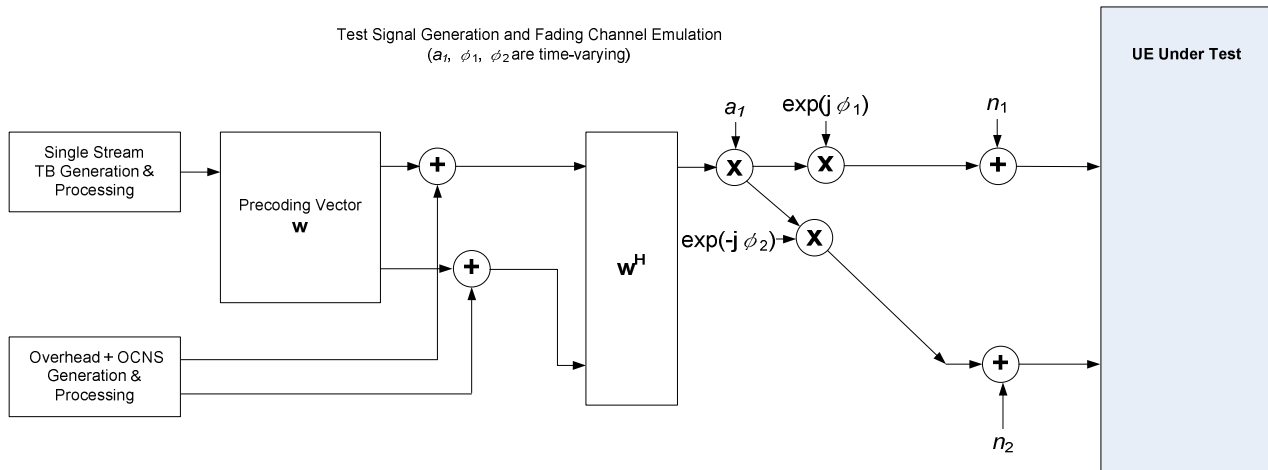 Test Signal Generation and Fading Channel Emulation
(a₁, ϕ₁, ϕ₂ are time-varying)
UE Under Test
Single Stream
TB Generation &
Processing
Precoding Vector
w
+
+
Overhead + OCNS
Generation &
Processing
wᴴ
a₁
x
exp(j ϕ₁)
x
exp(-j ϕ₂)
x
n₁
+
+
n₂